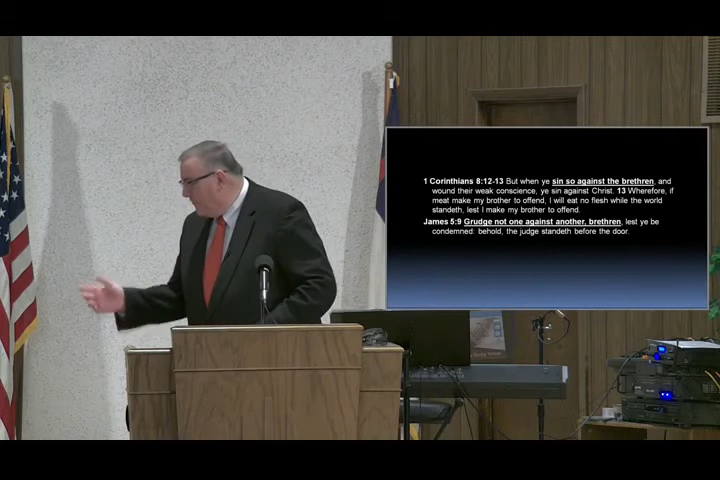 1 Corinthians 8:12-13 But when ye sin so against the brethren, and
wound their weak conscience, ye sin against Christ. 13 Wherefore, if
meat make my brother to offend, I will eat no flesh while the world
standeth, lest I make my brother to offend.
James 5:9 Grudge not one against another, brethren, lest ye be
condemned: behold, the judge standeth before the door.